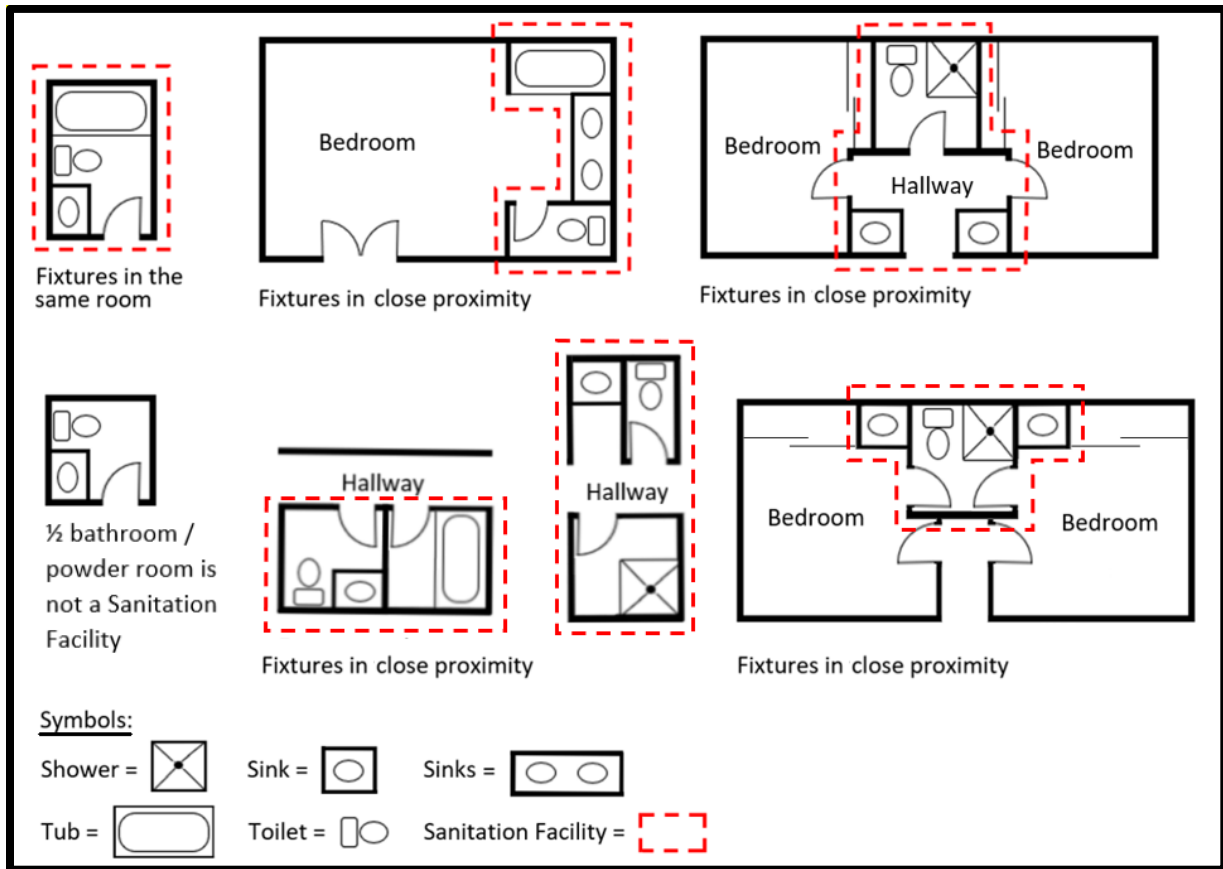 Bedroom
Bedroom
Bedroom
Hallway
Fixtures in the
same room
Fixtures in close proximity
Fixtures in close proximity
½ bathroom /
powder room is
not a Sanitation
Facility
Hallway
Hallway
Bedroom
Bedroom
Fixtures in close proximity
Fixtures in close proximity
Symbols:
Shower =
Sink =
Sinks =
Tub =
Toilet =
Sanitation Facility =